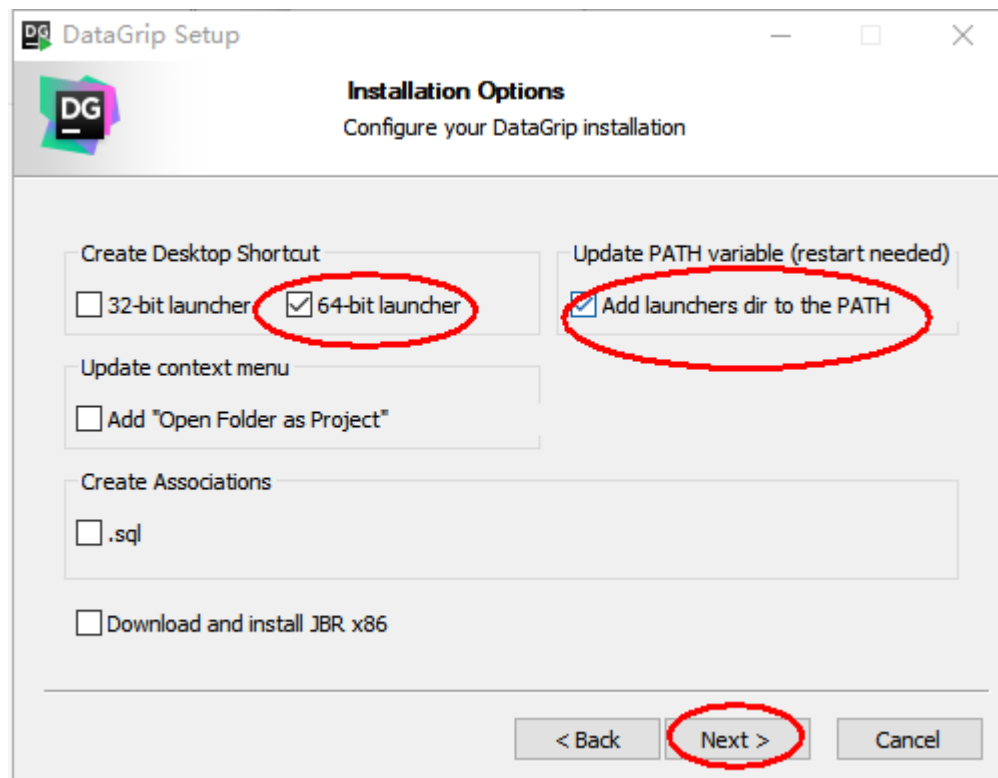 DG DataGrip Setup
DG
Installation Options
Configure your DataGrip installation
Create Desktop Shortcut
Update PATH variable (restart needed)
32-bit launcher
64-bit launcher
Add launchers dir to the PATH
Update context menu
Add "Open Folder as Project"
Create Associations
.sql
Download and install JBR x86
< Back
Next >
Cancel